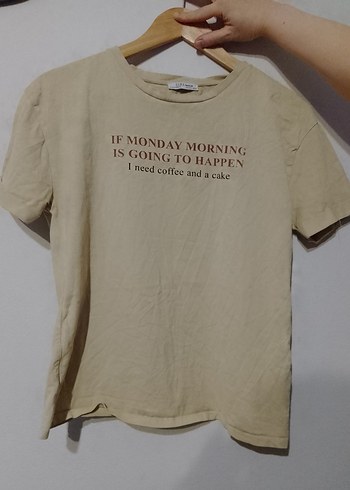 IF MONDAY MORNING
IS GOING TO HAPPEN
I need coffee and a cake